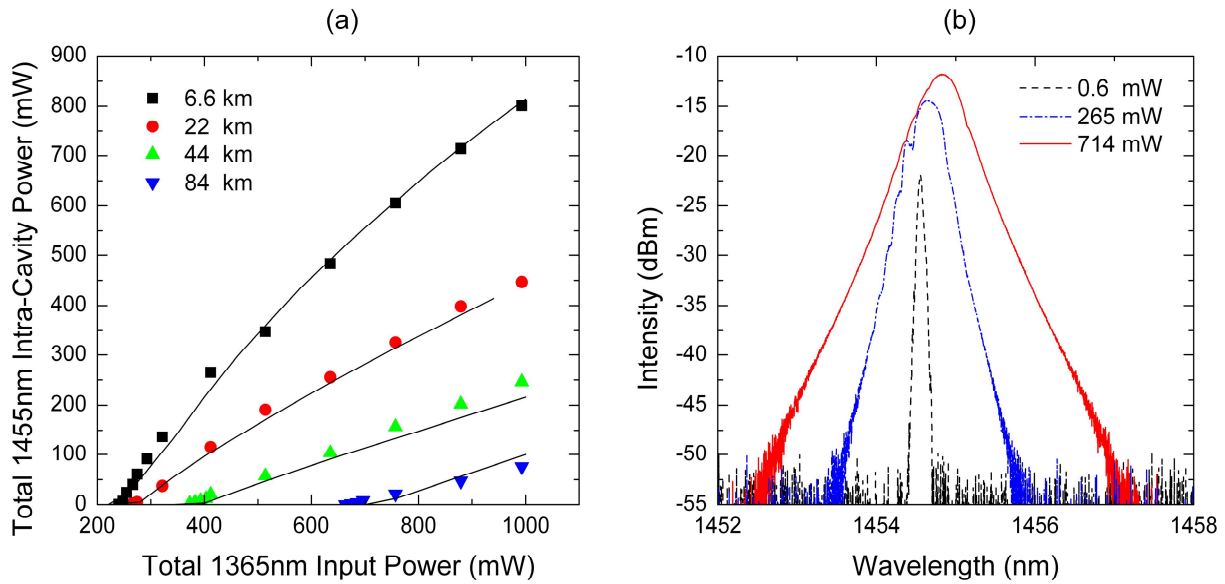 (a)
(b)
Total 1455nm Intra-Cavity Power (mW)
900
800
700
600
500
400
300
200
100
0
6.6 km
22 km
44 km
84 km
200
400
600
800
1000
Total 1365nm Input Power (mW)
Intensity (dBm)
-10
-15
-20
-25
-30
-35
-40
-45
-50
-55
0.6 mW
265 mW
714 mW
1452
1454
1456
1458
Wavelength (nm)